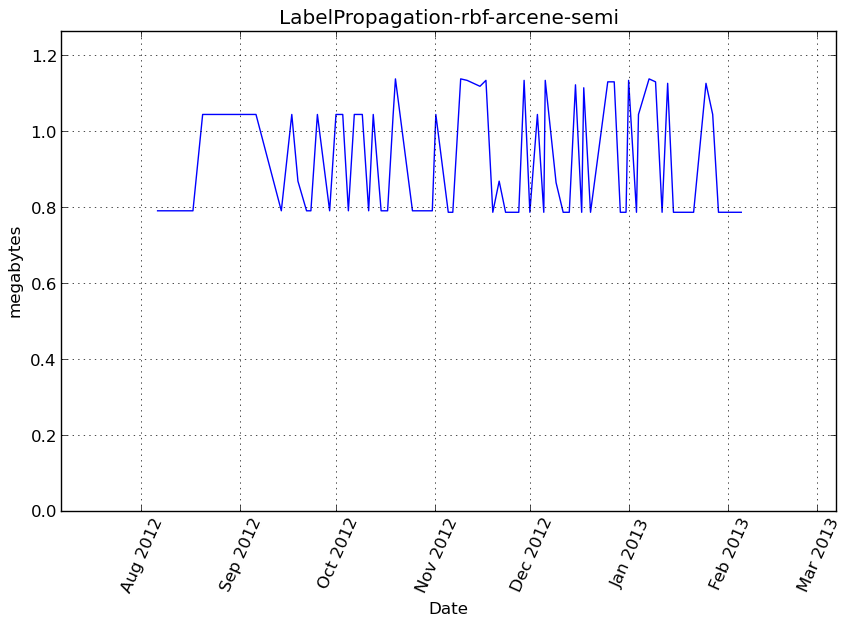 LabelPropagation-rbf-arcene-semi
megabytes
1.2
1.0
0.8
0.6
0.4
0.2
0.0
Aug 2012
Sep 2012
Oct 2012
Nov 2012
Dec 2012
Jan 2013
Feb 2013
Mar 2013
Date